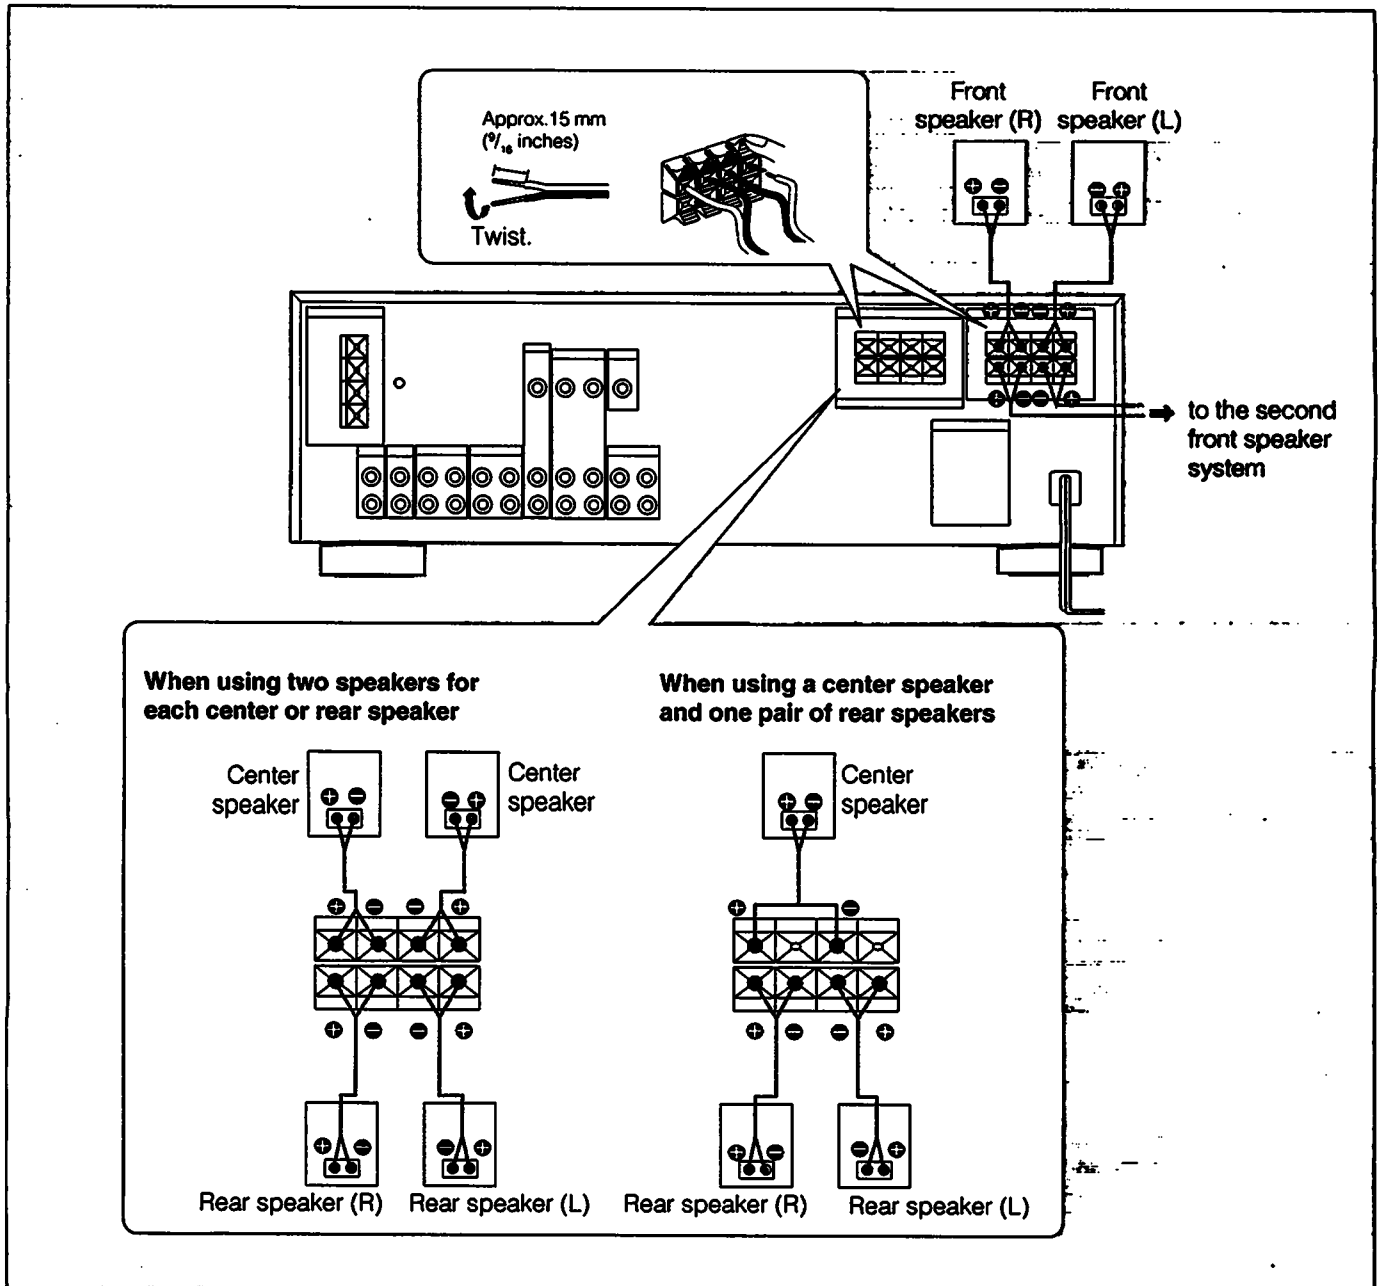 Approx.15 mm
(9/16 inches)
Twist.
Front
speaker (R)
Front
speaker (L)
to the second
front speaker
system
When using two speakers for
each center or rear speaker
Center
speaker
Center
speaker
Rear speaker (R)
Rear speaker (L)
When using a center speaker
and one pair of rear speakers
Center
speaker
Rear speaker (R)
Rear speaker (L)